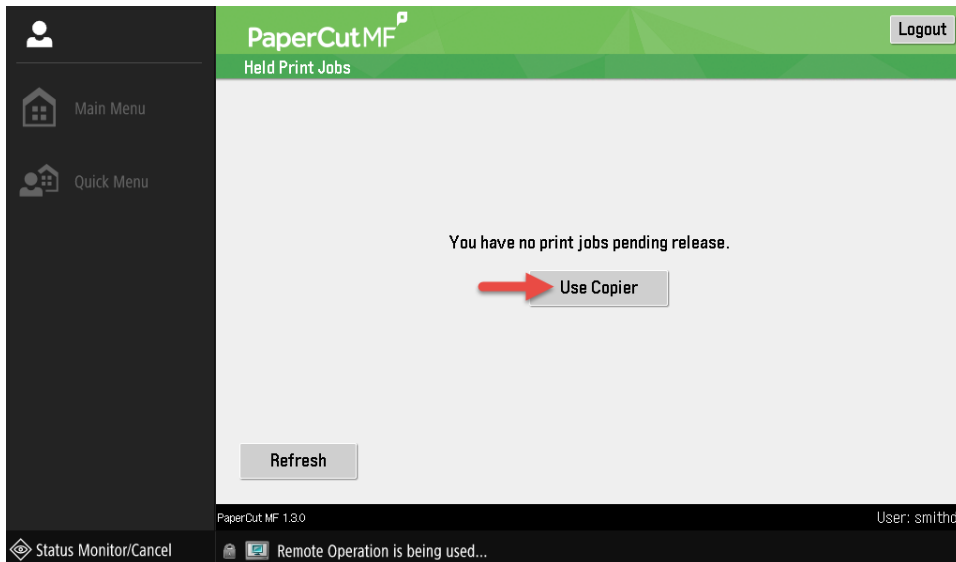 PaperCut MF
Logout
Held Print Jobs
Main Menu
Quick Menu
You have no print jobs pending release.
Use Copier
Refresh
PaperCut MF 1.3.0
User: smithd
Status Monitor/Cancel
Remote Operation is being used...